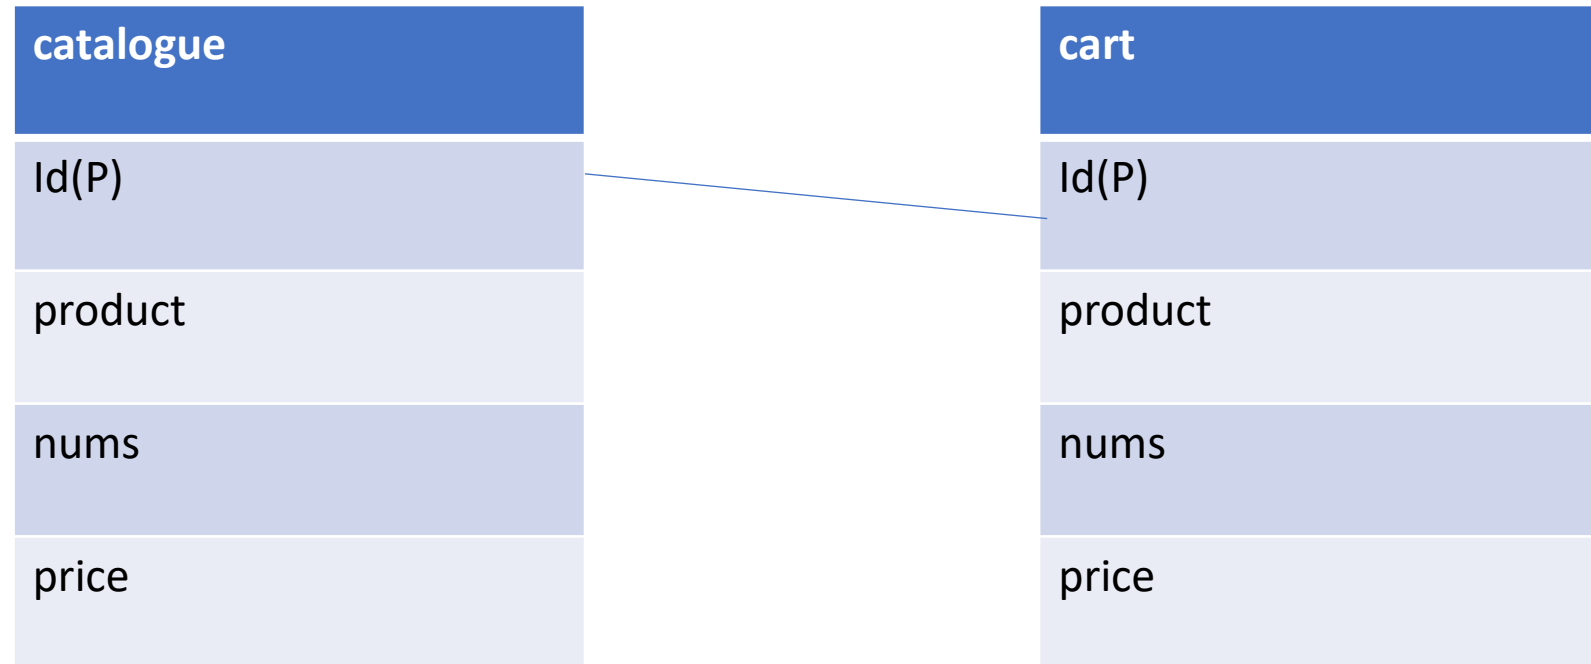 catalogue
Id(P)
product
nums
price
cart
Id(P)
product
nums
price